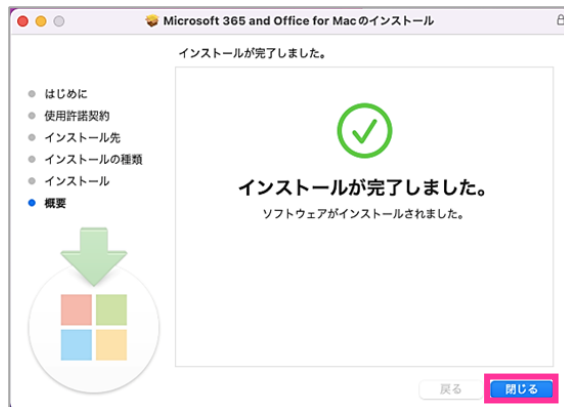 Microsoft 365 and Office for Macのインストール
インストールが完了しました。
はじめに
使用許諾契約
インストール先
インストールの種類
インストール
概要
インストールが完了しました。
ソフトウェアがインストールされました。
戻る
閉じる